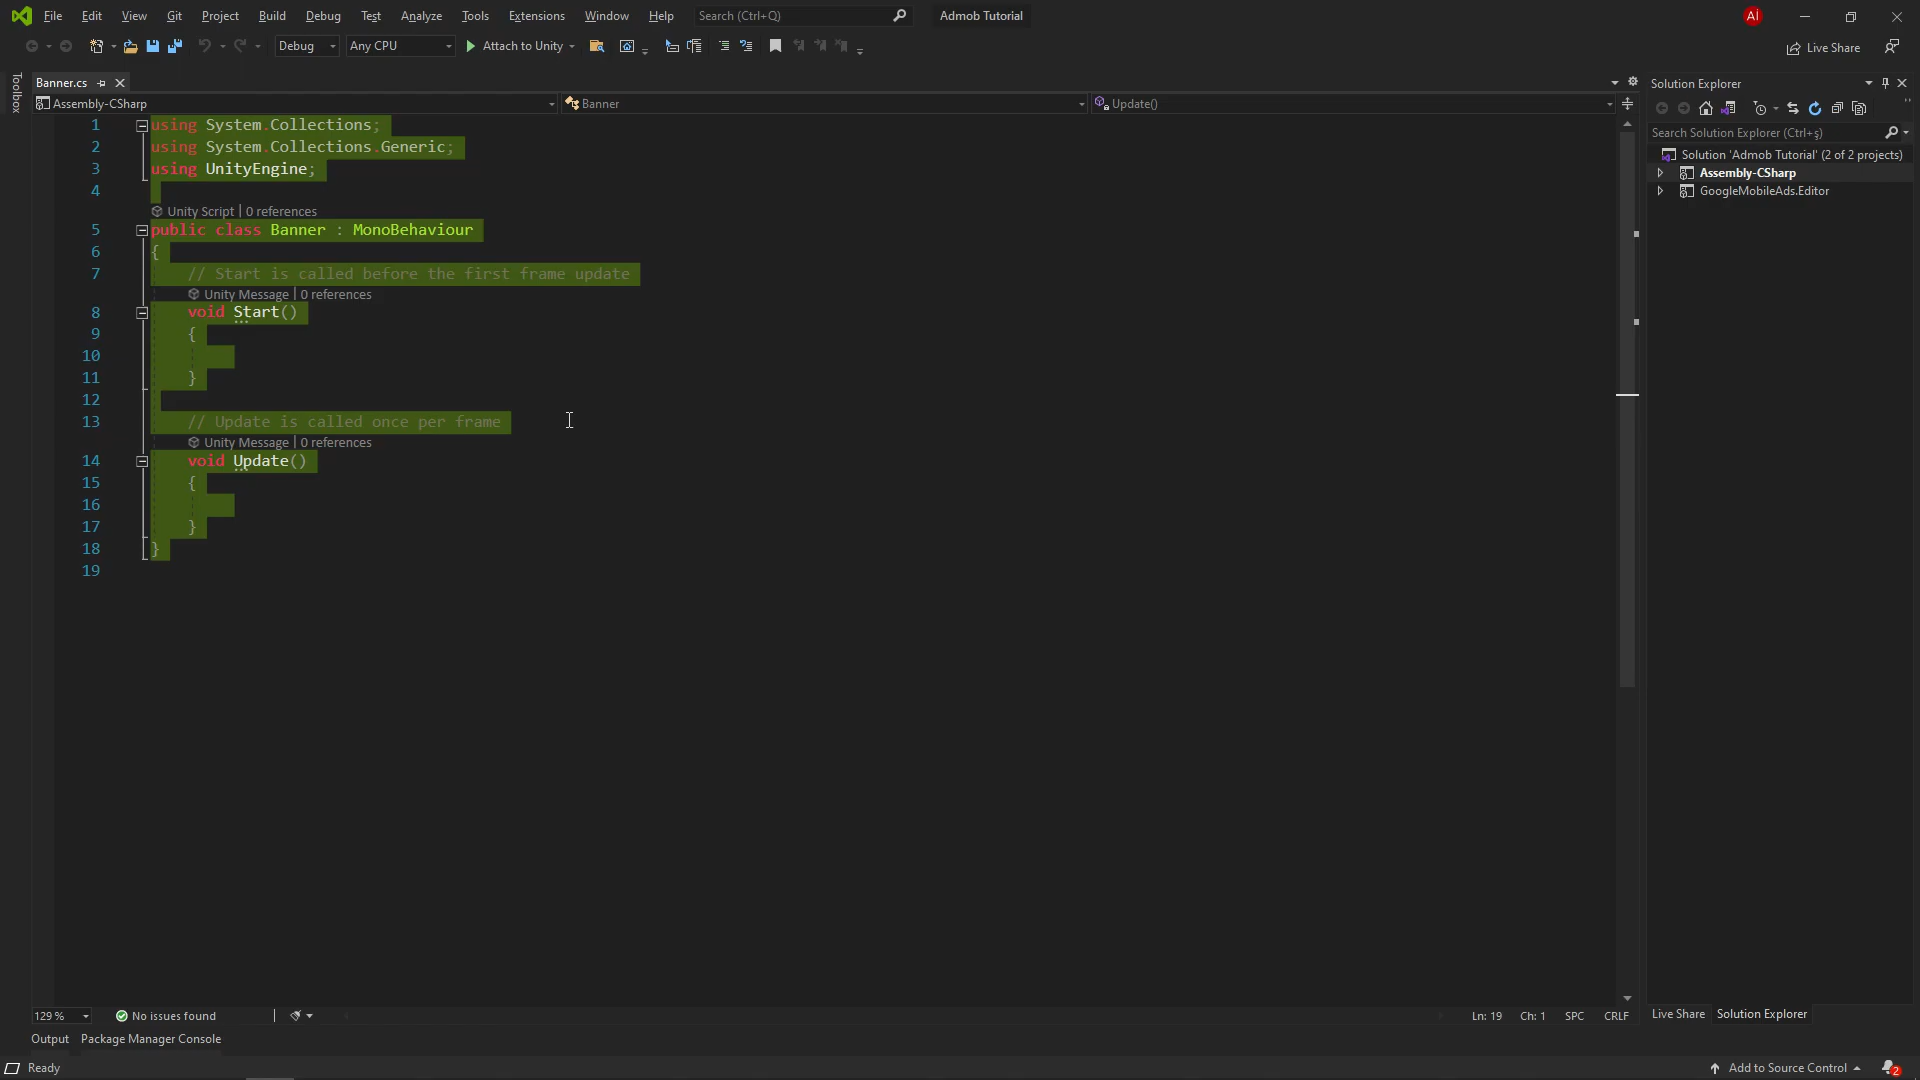 File Edit View Git Project Build Debug Test Analyze Tools Extensions Window Help Search (Ctrl+Q) Admob Tutorial AI
Debug Any CPU Attach to Unity Live Share
Toolbox
Banner.cs
Assembly-CSharp Banner Update()
1 using System.Collections;
2 using System.Collections.Generic;
3 using UnityEngine;
4
Unity Script | 0 references
5 public class Banner : MonoBehaviour
6 {
7 // Start is called before the first frame update
Unity Message | 0 references
8 void Start()
9 {
10
11 }
12
13 // Update is called once per frame
Unity Message | 0 references
14 void Update()
15 {
16
17 }
18 }
19
Solution Explorer
Search Solution Explorer (Ctrl+ş)
Solution 'Admob Tutorial' (2 of 2 projects)
Assembly-CSharp
GoogleMobileAds.Editor
129 % No issues found Ln: 19 Ch: 1 SPC CRLF
Live Share Solution Explorer
Output Package Manager Console
Ready Add to Source Control 2